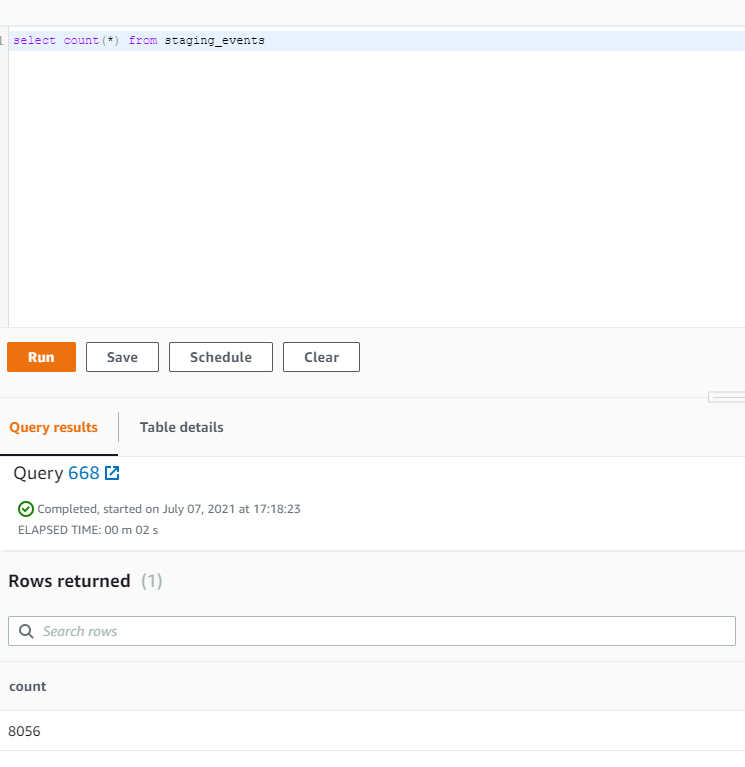 1 select count(*) from staging_events
Run Save Schedule Clear
Query results Table details
Query 668
Completed, started on July 07, 2021 at 17:18:23
ELAPSED TIME: 00 m 02 s
Rows returned (1)
Search rows
count
8056